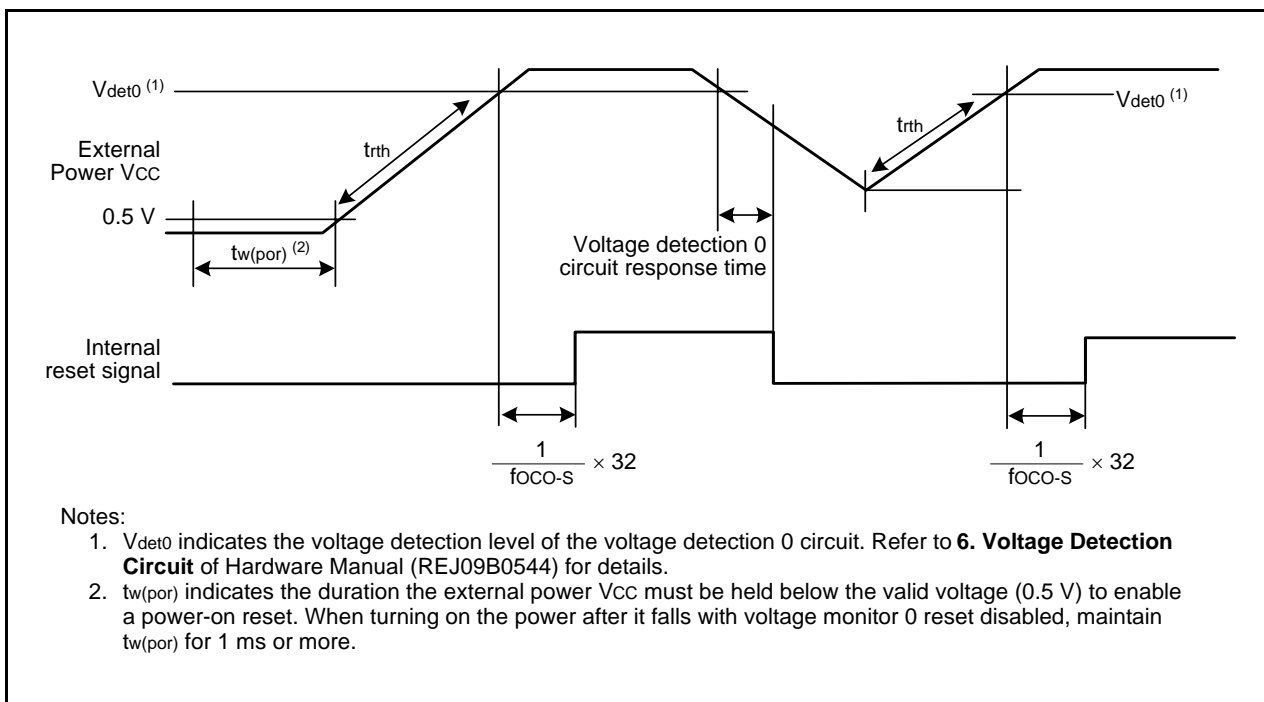 Vdet0 (1)
External
Power VCC
trth
0.5 V
tw(por) (2)
Voltage detection 0
circuit response time
trth
Vdet0 (1)
Internal
reset signal
1
fOCO-S
× 32
1
fOCO-S
× 32
Notes:
1. Vdet0 indicates the voltage detection level of the voltage detection 0 circuit. Refer to 6. Voltage Detection
Circuit of Hardware Manual (REJ09B0544) for details.
2. tw(por) indicates the duration the external power VCC must be held below the valid voltage (0.5 V) to enable
a power-on reset. When turning on the power after it falls with voltage monitor 0 reset disabled, maintain
tw(por) for 1 ms or more.